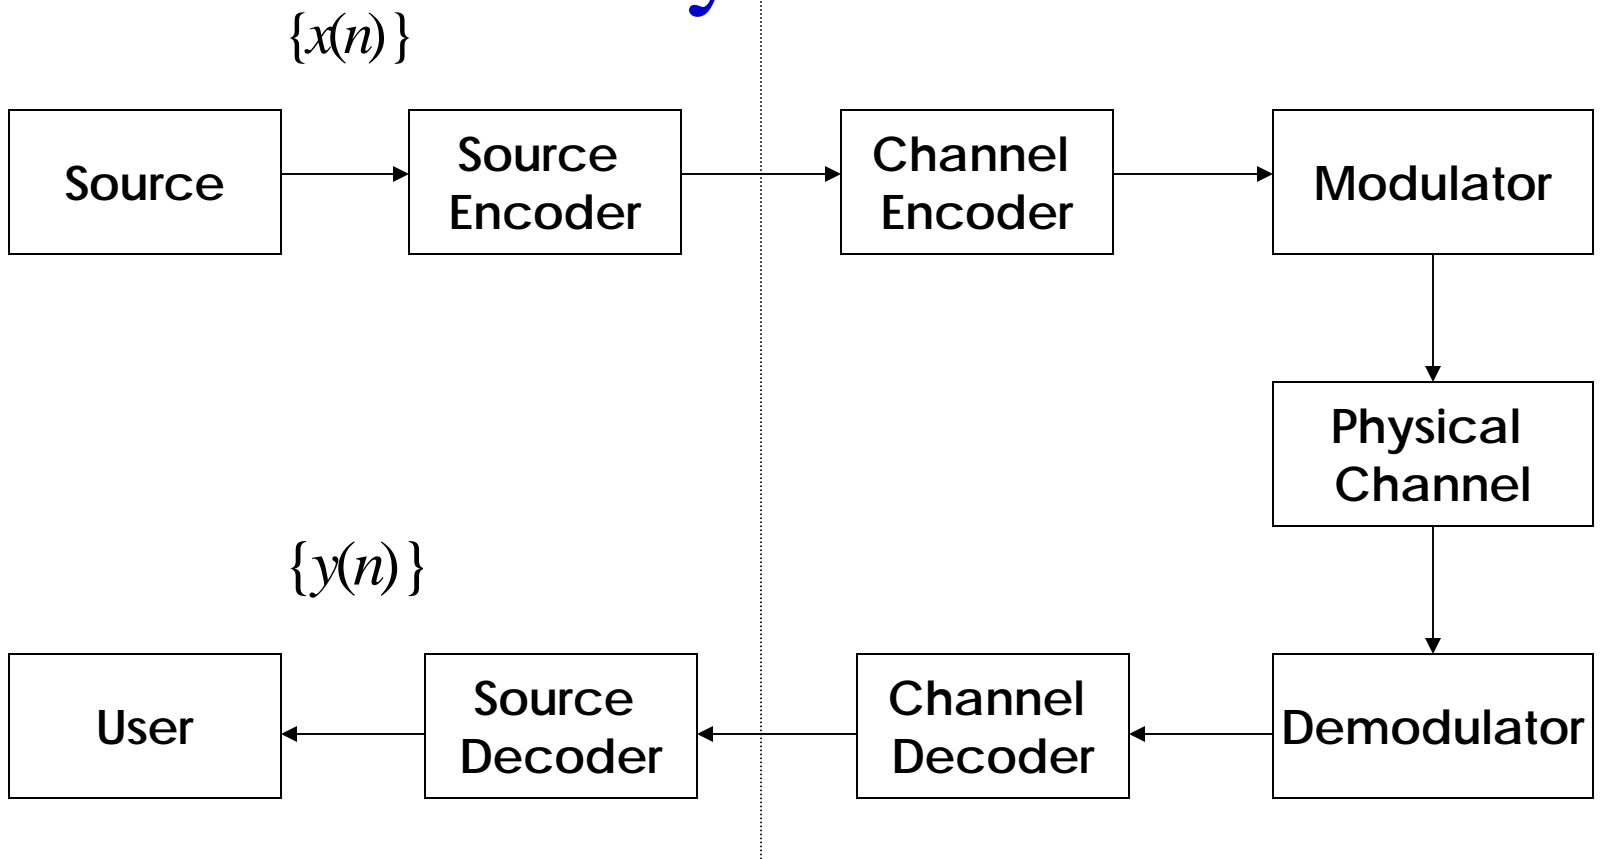 {x(n)}
Source
Source
Encoder
Channel
Encoder
Modulator
Physical
Channel
{y(n)}
User
Source
Decoder
Channel
Decoder
Demodulator